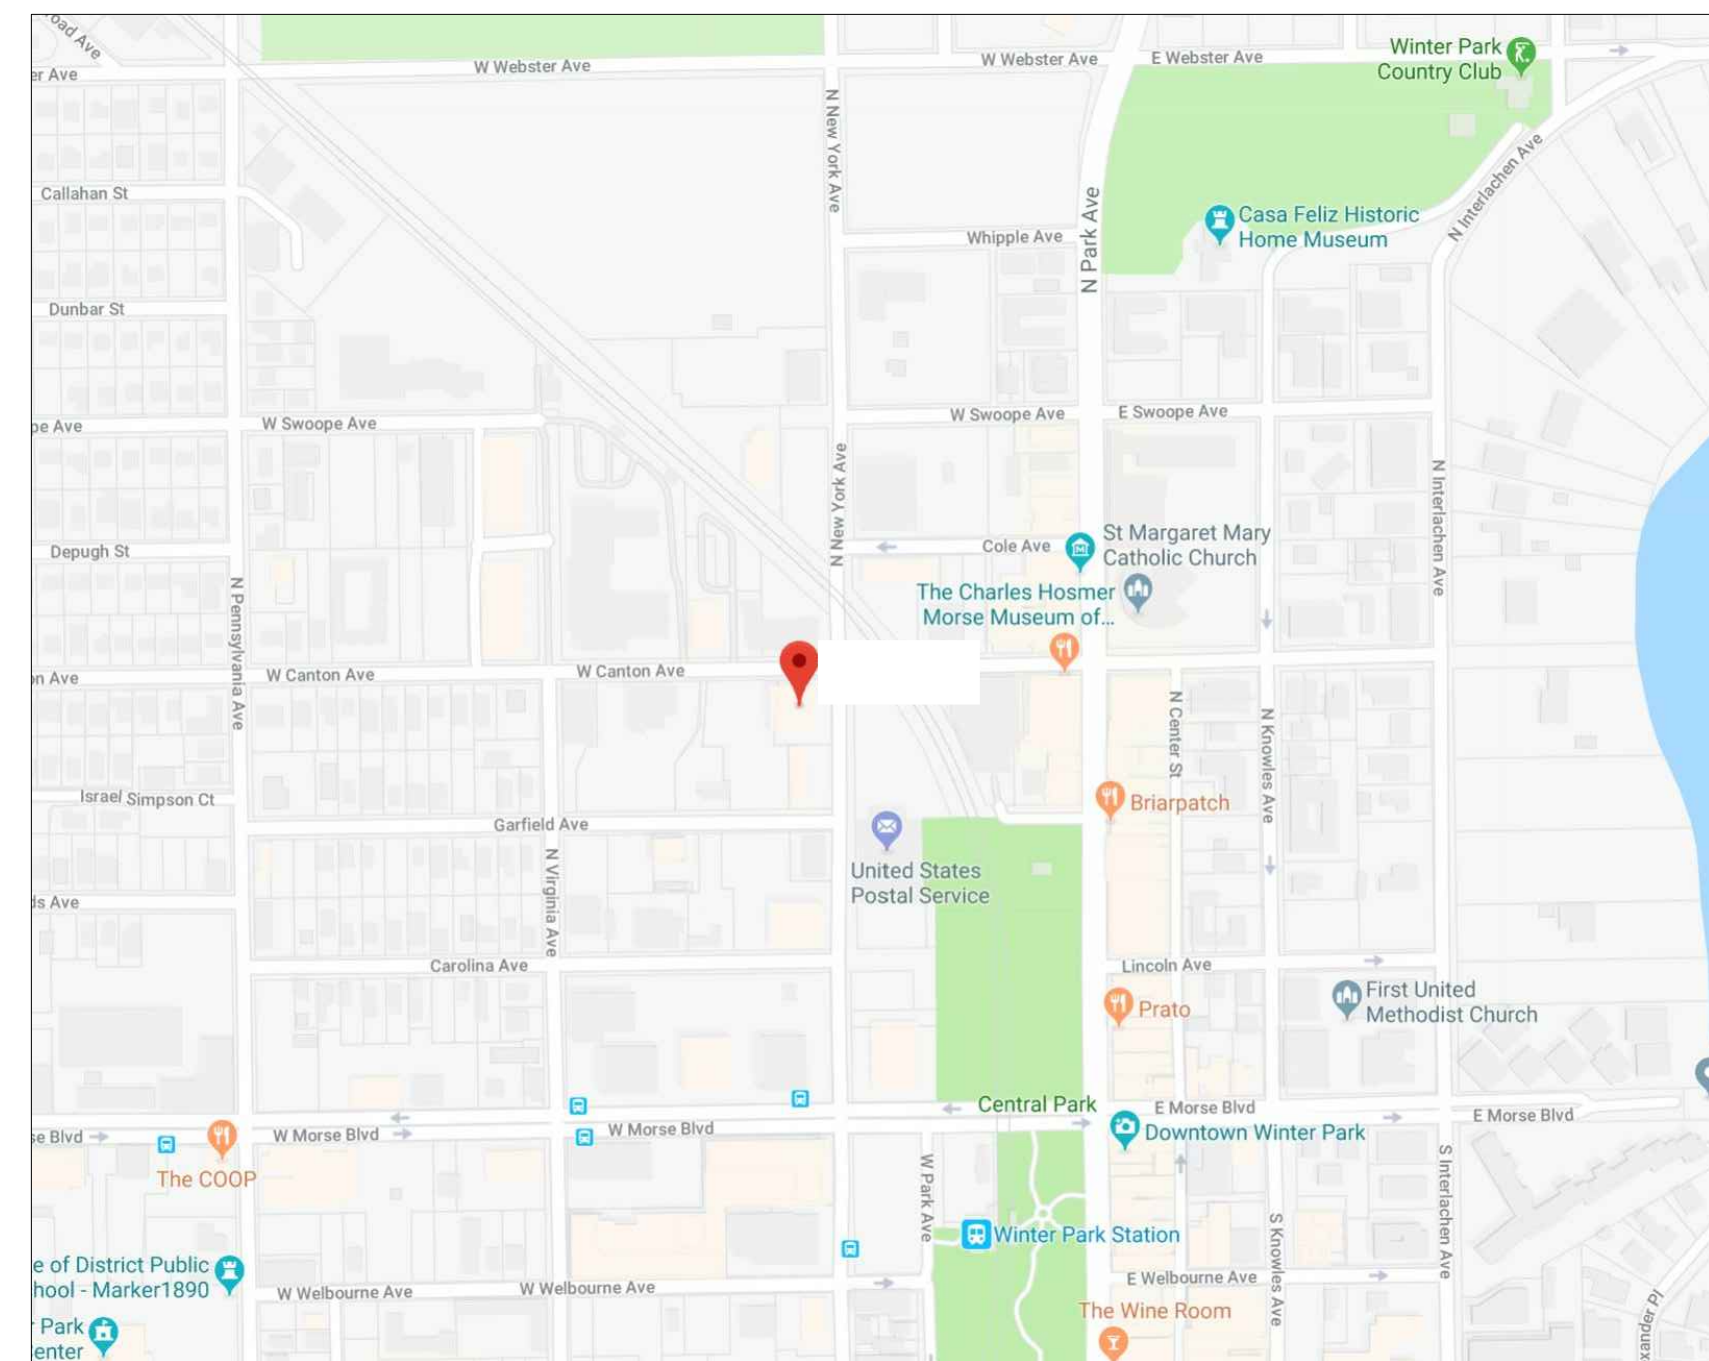 oad Ave
er Ave
W Webster Ave
W Webster Ave
E Webster Ave
Winter Park
Country Club
N New York Ave
N Interlachen Ave
Callahan St
N Park Ave
Casa Feliz Historic
Home Museum
Whipple Ave
Dunbar St
pe Ave
W Swoope Ave
W Swoope Ave
E Swoope Ave
N New York Ave
N Interlachen Ave
Depugh St
Cole Ave
St Margaret Mary
Catholic Church
The Charles Hosmer
Morse Museum of...
N Pennsylvania Ave
on Ave
W Canton Ave
W Canton Ave
N Center St
N Knowles Ave
Israel Simpson Ct
Briarpatch
Garfield Ave
N Virginia Ave
United States
Postal Service
ds Ave
Carolina Ave
Lincoln Ave
First United
Methodist Church
Prato
Central Park
E Morse Blvd
E Morse Blvd
se Blvd
W Morse Blvd
W Morse Blvd
Downtown Winter Park
The COOP
W Park Ave
S Interlachen Ave
Winter Park Station
S Knowles Ave
e of District Public
hool - Marker1890
W Welbourne Ave
W Welbourne Ave
E Welbourne Ave
The Wine Room
r Park
enter
xander Pl